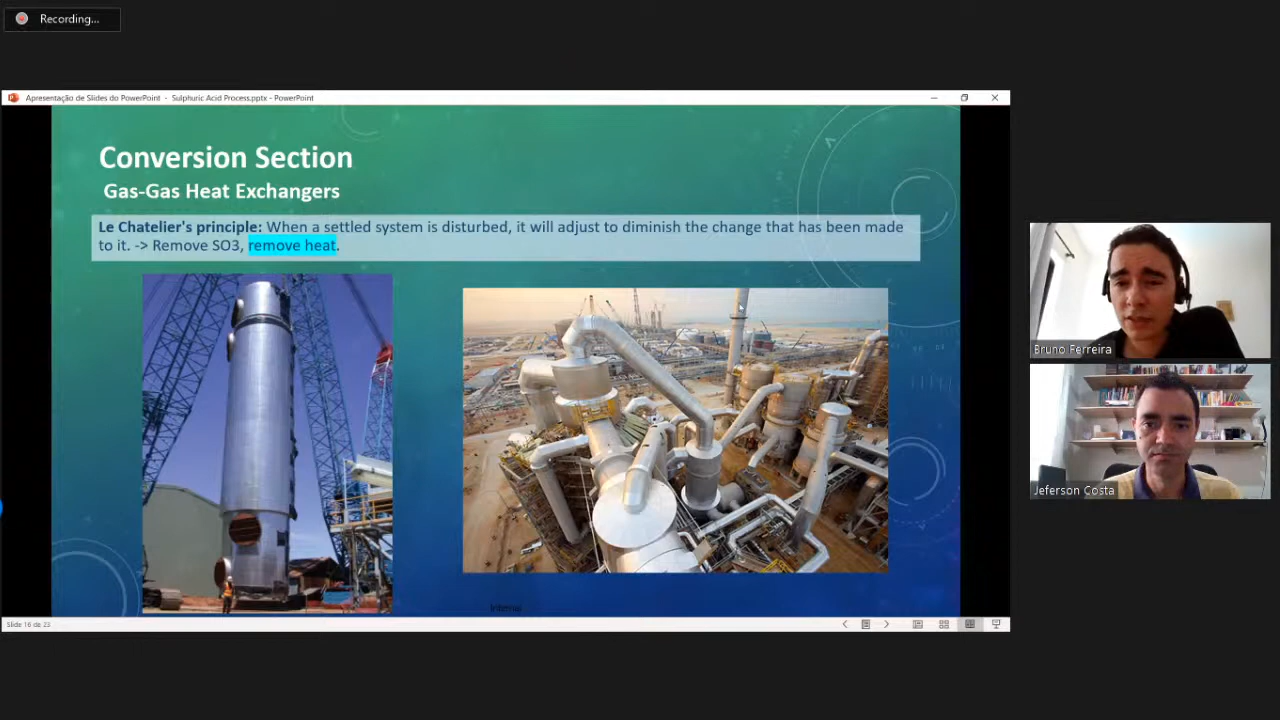 Recording...
Apresentação de Slides do PowerPoint - Sulphuric Acid Process.pptx - PowerPoint
Conversion Section
Gas-Gas Heat Exchangers
Le Chatelier's principle: When a settled system is disturbed, it will adjust to diminish the change that has been made
to it. -> Remove SO3, remove heat.
Bruno Ferreira
Jeferson Costa
Internal
Slide 16 de 23